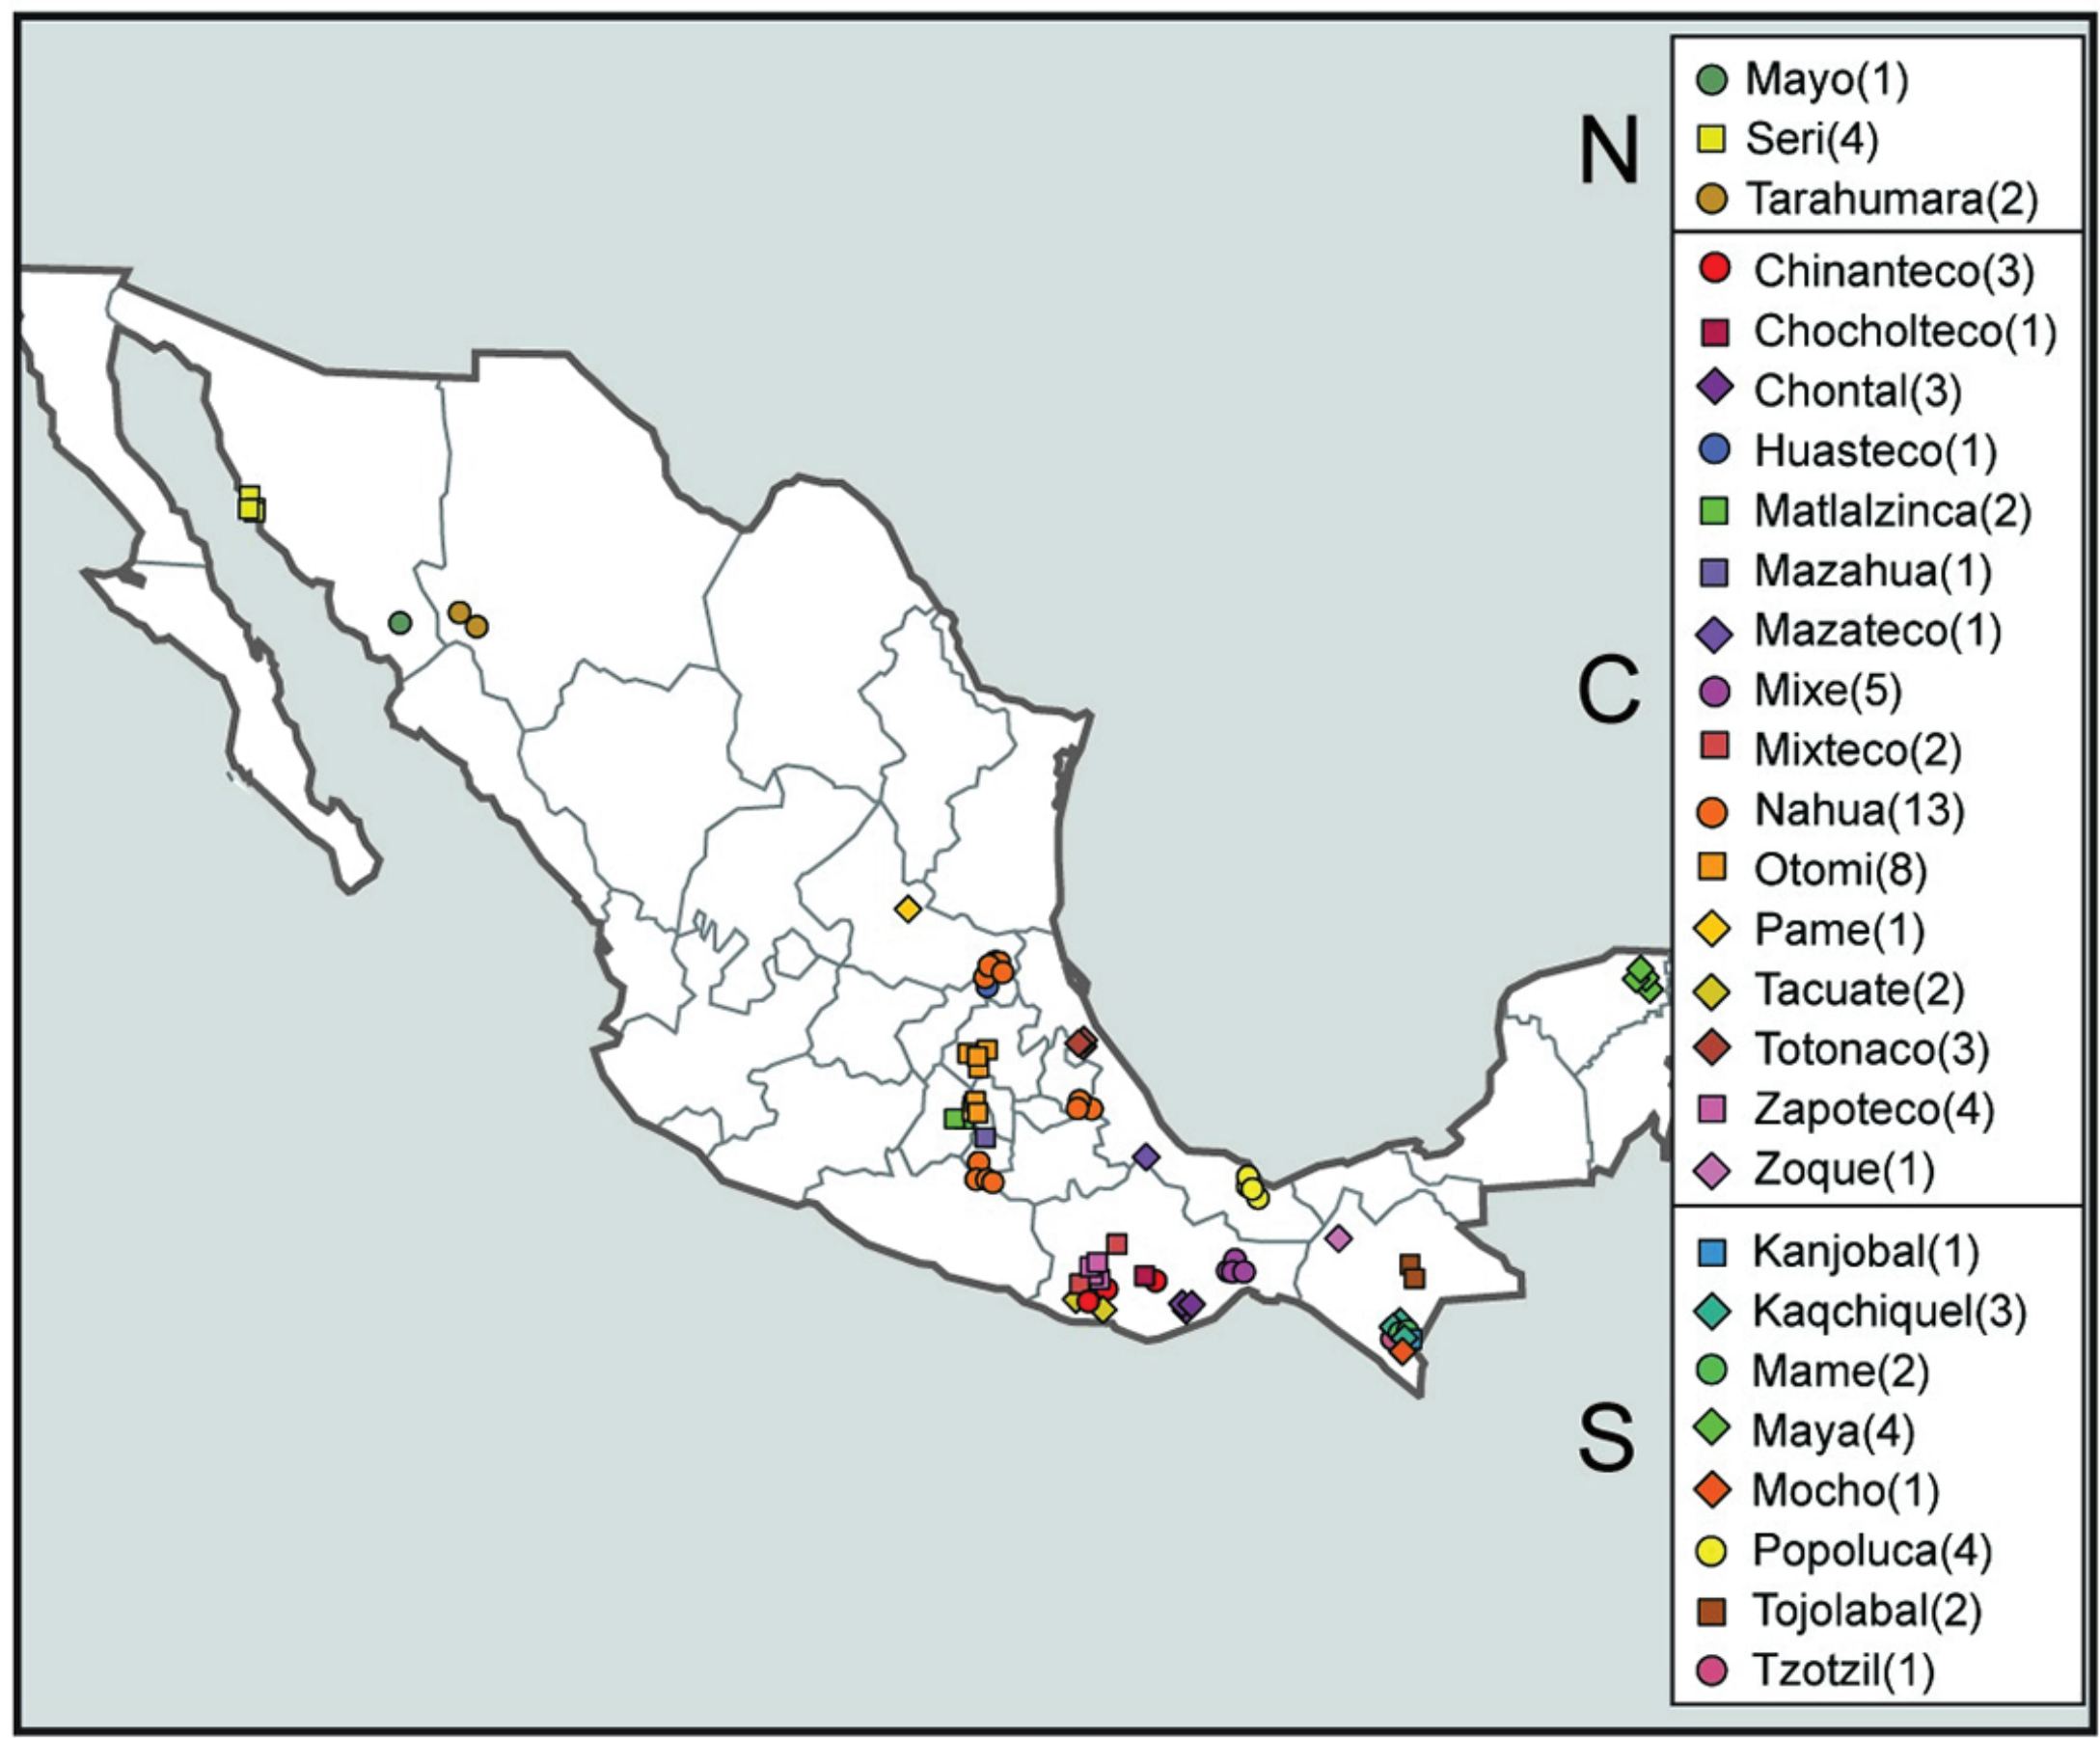 N
Mayo(1)
Seri(4)
Tarahumara(2)
C
Chinanteco(3)
Chocholteco(1)
Chontal(3)
Huasteco(1)
Matlalzinca(2)
Mazahua(1)
Mazateco(1)
Mixe(5)
Mixteco(2)
Nahua(13)
Otomi(8)
Pame(1)
Tacuate(2)
Totonaco(3)
Zapoteco(4)
Zoque(1)
S
Kanjobal(1)
Kaqchiquel(3)
Mame(2)
Maya(4)
Mocho(1)
Popoluca(4)
Tojolabal(2)
Tzotzil(1)